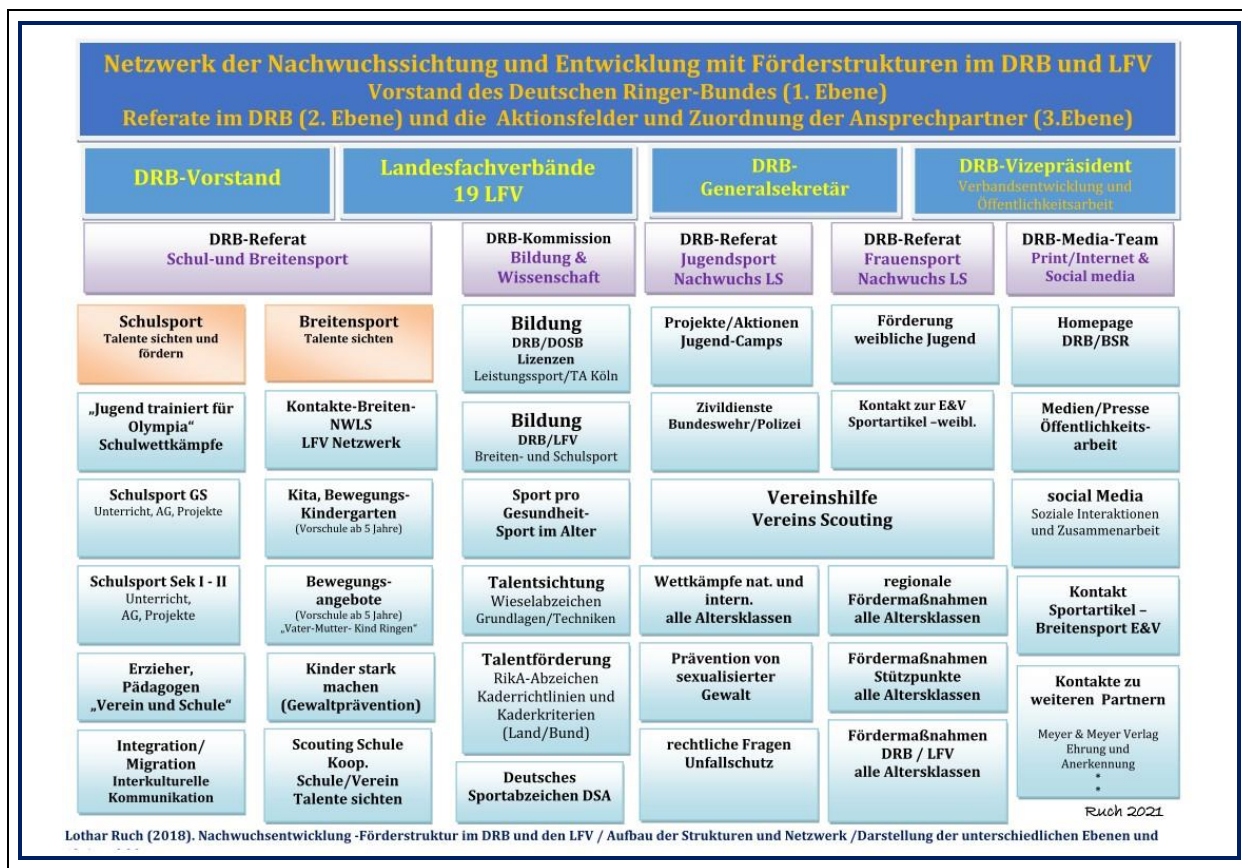 Netzwerk der Nachwuchssichtung und Entwicklung mit Förderstrukturen im DRB und LFV
Vorstand des Deutschen Ringer-Bundes (1. Ebene)
Referate im DRB (2. Ebene) und die Aktionsfelder und Zuordnung der Ansprechpartner (3.Ebene)
DRB-Vorstand
Landesfachverbände
19 LFV
DRB-
Generalsekretär
DRB-Vizepräsident
Verbandsentwicklung und
Öffentlichkeitsarbeit
DRB-Referat
Schul-und Breitensport
DRB-Kommission
Bildung &
Wissenschaft
DRB-Referat
Jugendsport
Nachwuchs LS
DRB-Referat
Frauensport
Nachwuchs LS
DRB-Media-Team
Print/Internet &
Social media
Schulsport
Talente sichten und
fördern
Breitensport
Talente sichten
Bildung
DRB/DOSB
Lizenzen
Leistungssport/TA Köln
Projekte/Aktionen
Jugend-Camps
Förderung
weibliche Jugend
Homepage
DRB/BSR
„Jugend trainiert für
Olympia“
Schulwettkämpfe
Kontakte-Breiten-
NWLS
LFV Netzwerk
Bildung
DRB/LFV
Breiten- und Schulsport
Zivildienste
Bundeswehr/Polizei
Kontakt zur E&V
Sportartikel –weibl.
Medien/Presse
Öffentlichkeits-
arbeit
Schulsport GS
Unterricht, AG, Projekte
Kita, Bewegungs-
Kindergarten
(Vorschule ab 5 Jahre)
Sport pro
Gesundheit-
Sport im Alter
Vereinshilfe
Vereins Scouting
social Media
Soziale Interaktionen
und Zusammenarbeit
Schulsport Sek I - II
Unterricht,
AG, Projekte
Bewegungs-
angebote
(Vorschule ab 5 Jahre)
„Vater-Mutter- Kind Ringen“
Talentsichtung
Wieselabzeichen
Grundlagen/Techniken
Wettkämpfe nat. und
intern.
alle Altersklassen
regionale
Fördermaßnahmen
alle Altersklassen
Kontakt
Sportartikel –
Breitensport E&V
Erzieher,
Pädagogen
„Verein und Schule“
Kinder stark
machen
(Gewaltprävention)
Talentförderung
RikA-Abzeichen
Kaderrichtlinien und
Kaderkriterien
(Land/Bund)
Prävention von
sexualisierter
Gewalt
Fördermaßnahmen
Stützpunkte
alle Altersklassen
Kontakte zu
weiteren Partnern
Meyer & Meyer Verlag
Ehrung und
Anerkennung
*
*
Integration/
Migration
Interkulturelle
Kommunikation
Scouting Schule
Koop.
Schule/Verein
Talente sichten
Deutsches
Sportabzeichen DSA
rechtliche Fragen
Unfallschutz
Fördermaßnahmen
DRB / LFV
alle Altersklassen
Ruch 2021
Lothar Ruch (2018). Nachwuchsentwicklung -Förderstruktur im DRB und den LFV / Aufbau der Strukturen und Netzwerk /Darstellung der unterschiedlichen Ebenen und